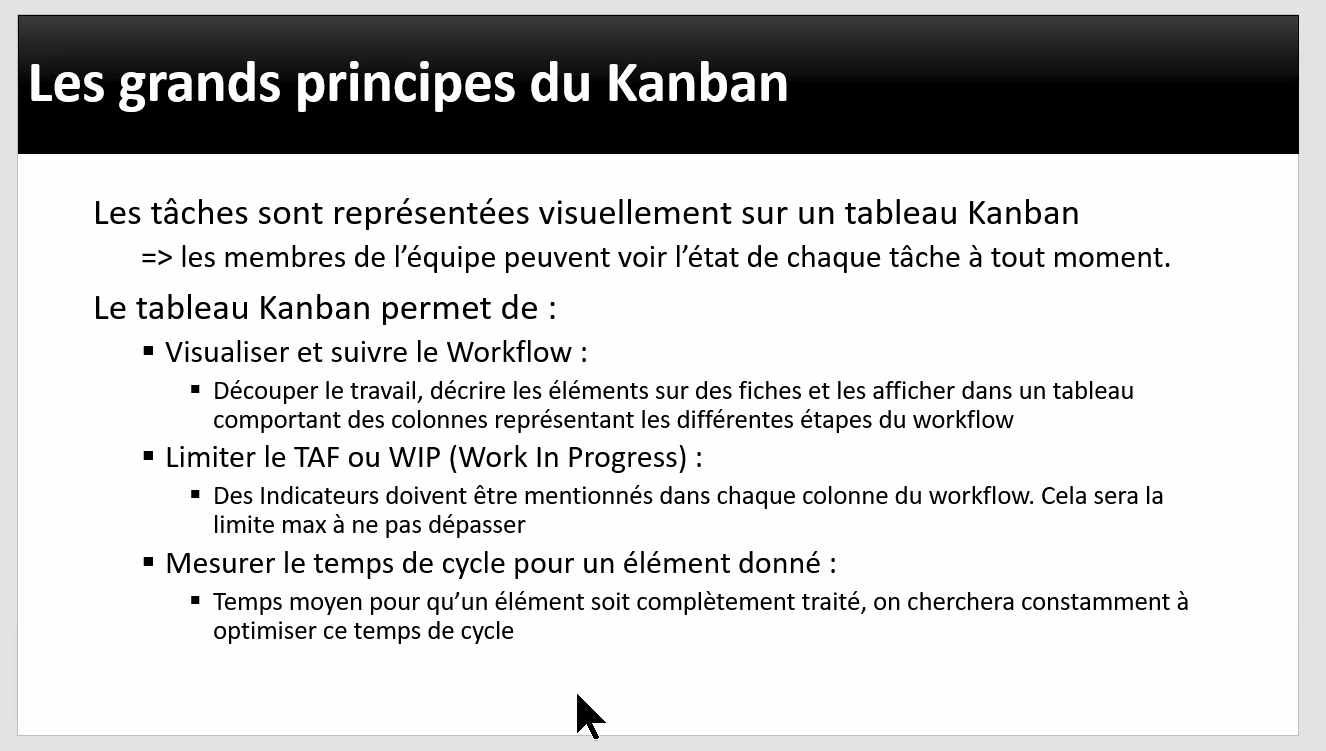 Les grands principes du Kanban
Les tâches sont représentées visuellement sur un tableau Kanban
=> les membres de l’équipe peuvent voir l’état de chaque tâche à tout moment.
Le tableau Kanban permet de :
▪ Visualiser et suivre le Workflow :
▪ Découper le travail, décrire les éléments sur des fiches et les afficher dans un tableau
comportant des colonnes représentant les différentes étapes du workflow
▪ Limiter le TAF ou WIP (Work In Progress) :
▪ Des Indicateurs doivent être mentionnés dans chaque colonne du workflow. Cela sera la
limite max à ne pas dépasser
▪ Mesurer le temps de cycle pour un élément donné :
▪ Temps moyen pour qu’un élément soit complètement traité, on cherchera constamment à
optimiser ce temps de cycle